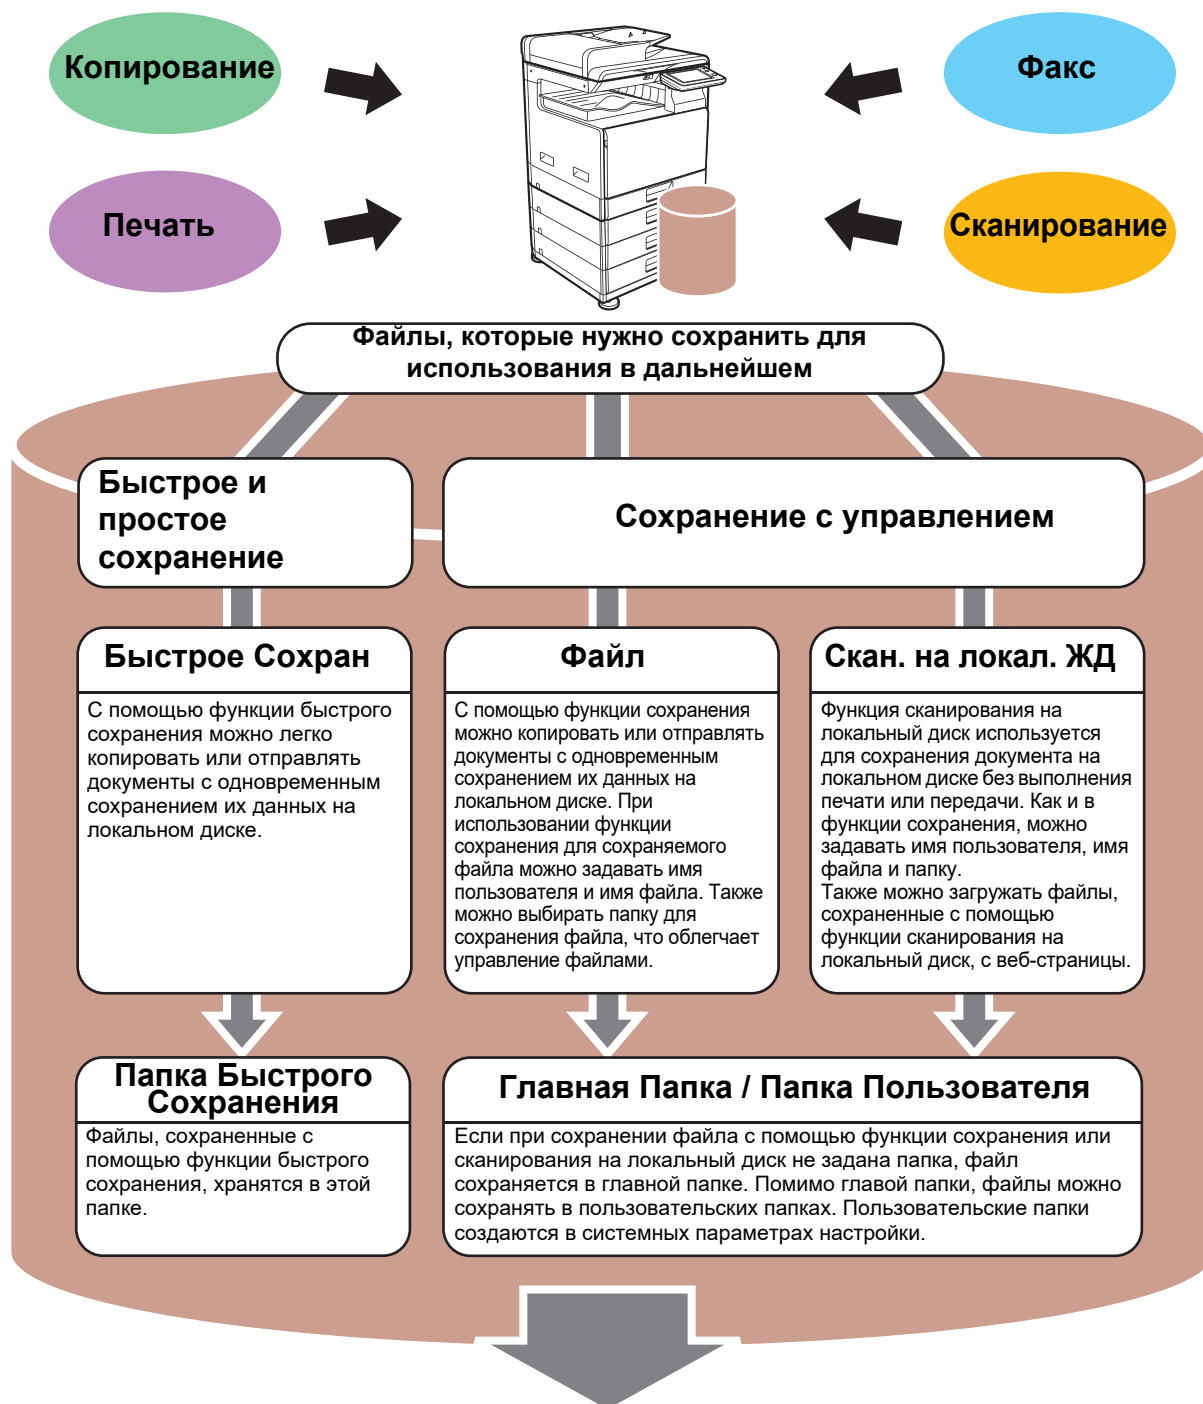 Копирование
Факс
Печать
Сканирование
Файлы, которые нужно сохранить для
использования в дальнейшем
Быстрое и
простое
сохранение
Сохранение с управлением
Быстрое Сохран
С помощью функции быстрого
сохранения можно легко
копировать или отправлять
документы с одновременным
сохранением их данных на
локальном диске.
Файл
С помощью функции сохранения
можно копировать или отправлять
документы с одновременным
сохранением их данных на
локальном диске. При
использовании функции
сохранения для сохраняемого
файла можно задавать имя
пользователя и имя файла. Также
можно выбирать папку для
сохранения файла, что облегчает
управление файлами.
Скан. на локал. ЖД
Функция сканирования на
локальный диск используется
для сохранения документа на
локальном диске без выполнения
печати или передачи. Как и в
функции сохранения, можно
задавать имя пользователя, имя
файла и папку.
Также можно загружать файлы,
сохраненные с помощью
функции сканирования на
локальный диск, с веб-страницы.
Папка Быстрого
Сохранения
Файлы, сохраненные с
помощью функции быстрого
сохранения, хранятся в этой
папке.
Главная Папка / Папка Пользователя
Если при сохранении файла с помощью функции сохранения или
сканирования на локальный диск не задана папка, файл
сохраняется в главной папке. Помимо главой папки, файлы можно
сохранять в пользовательских папках. Пользовательские папки
создаются в системных параметрах настройки.